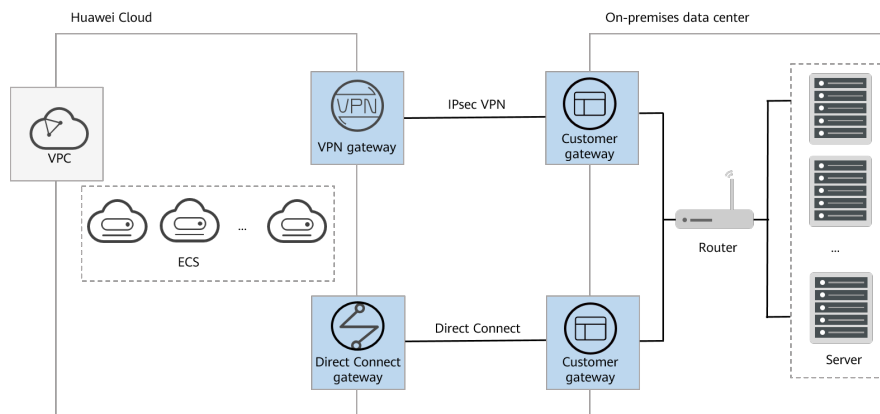 Huawei Cloud
On-premises data center
VPN
IPsec VPN
VPN gateway
Customer
gateway
VPC
...
ECS
Router
...
Direct Connect
Direct Connect
gateway
Customer
gateway
Server